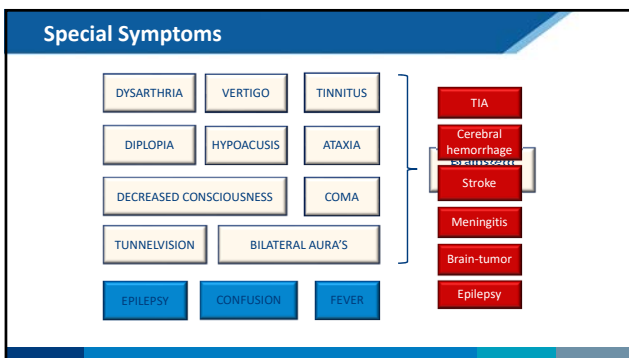 Special Symptoms
DYSARTHRIA
VERTIGO
TINNITUS
DIPLOPIA
HYPOACUSIS
ATAXIA
DECREASED CONSCIOUSNESS
COMA
TUNNELVISION
BILATERAL AURA'S
EPILEPSY
CONFUSION
FEVER
TIA
Cerebral
hemorrhage
Brainstem
Stroke
Meningitis
Brain-tumor
Epilepsy